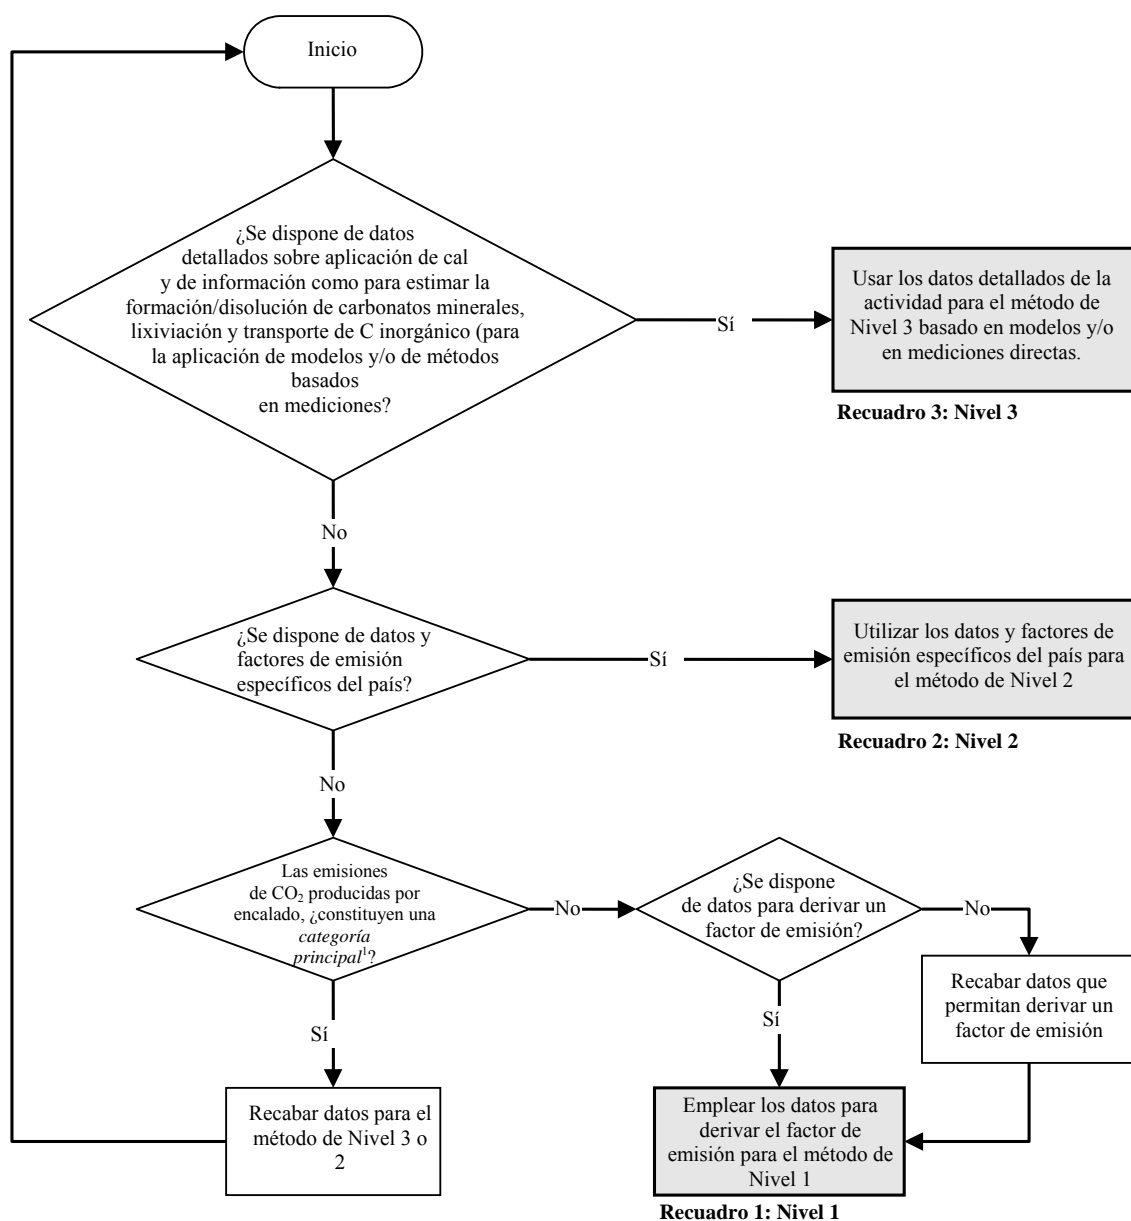 Inicio
¿Se dispone de datos
detallados sobre aplicación de cal
y de información como para estimar la
formación/disolución de carbonatos minerales,
lixiviación y transporte de C inorgánico (para
la aplicación de modelos y/o de métodos
basados
en mediciones?
Sí
Usar los datos detallados de la
actividad para el método de
Nivel 3 basado en modelos y/o
en mediciones directas.
Recuadro 3: Nivel 3
No
¿Se dispone de datos y
factores de emisión
específicos del país?
Sí
Utilizar los datos y factores de
emisión específicos del país para
el método de Nivel 2
Recuadro 2: Nivel 2
No
Las emisiones
de CO₂ producidas por
encalado, ¿constituyen una
categoría
principal¹?
No
¿Se dispone
de datos para derivar un
factor de emisión?
No
Recabar datos que
permitan derivar un
factor de emisión
Sí
Sí
Recabar datos para el
método de Nivel 3 o
2
Emplear los datos para
derivar el factor de
emisión para el método de
Nivel 1
Recuadro 1: Nivel 1